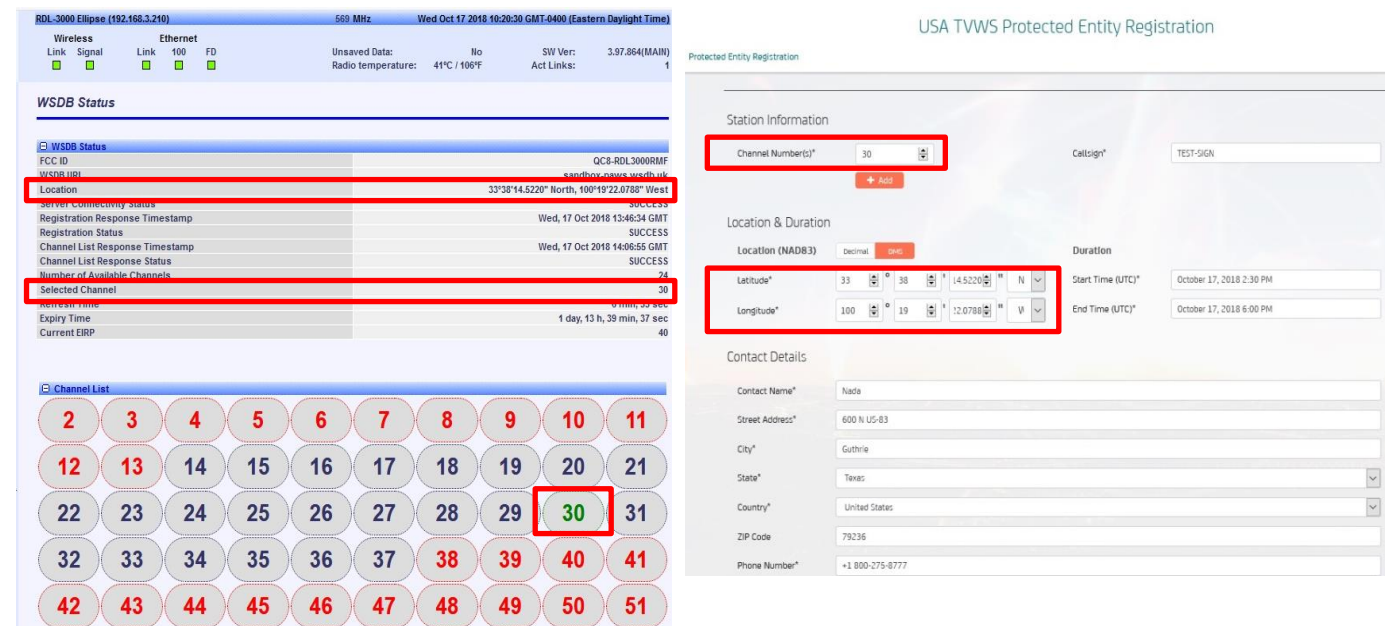 RDL-3000 Ellipse (192.168.3.210) 569 MHz Wed Oct 17 2018 10:20:30 GMT-0400 (Eastern Daylight Time)
Wireless Ethernet
Link Signal Link 100 FD Unsaved Data: No SW Ver: 3.97.864(MAIN)
Radio temperature: 41°C / 106°F Act Links: 1
WSDB Status
WSDB Status
FCC ID QC8-RDL3000RMF
WSDB URL sandbox-paws.wsdb.uk
Location 33°38'14.5220" North, 100°19'22.0788" West
Server Connectivity Status SUCCESS
Registration Response Timestamp Wed, 17 Oct 2018 13:46:34 GMT
Registration Status SUCCESS
Channel List Response Timestamp Wed, 17 Oct 2018 14:06:55 GMT
Channel List Response Status SUCCESS
Number of Available Channels 24
Selected Channel 30
Refresh Time 0 min, 33 sec
Expiry Time 1 day, 13 h, 39 min, 37 sec
Current EIRP 40
Channel List
2 3 4 5 6 7 8 9 10 11
12 13 14 15 16 17 18 19 20 21
22 23 24 25 26 27 28 29 30 31
32 33 34 35 36 37 38 39 40 41
42 43 44 45 46 47 48 49 50 51
USA TVWS Protected Entity Registration
Protected Entity Registration
Station Information
Channel Number(s)* 30 Callsign* TEST-SIGN
+ Add
Location & Duration
Location (NAD83) Decimal DMS Duration
Latitude* 33 ° 38 ' 14.5220 " N Start Time (UTC)* October 17, 2018 2:30 PM
Longitude* 100 ° 19 ' 2.0788 " W End Time (UTC)* October 17, 2018 6:00 PM
Contact Details
Contact Name* Nada
Street Address* 600 N US-83
City* Guthrie
State* Texas
Country* United States
ZIP Code 79236
Phone Number* +1 800-275-8777